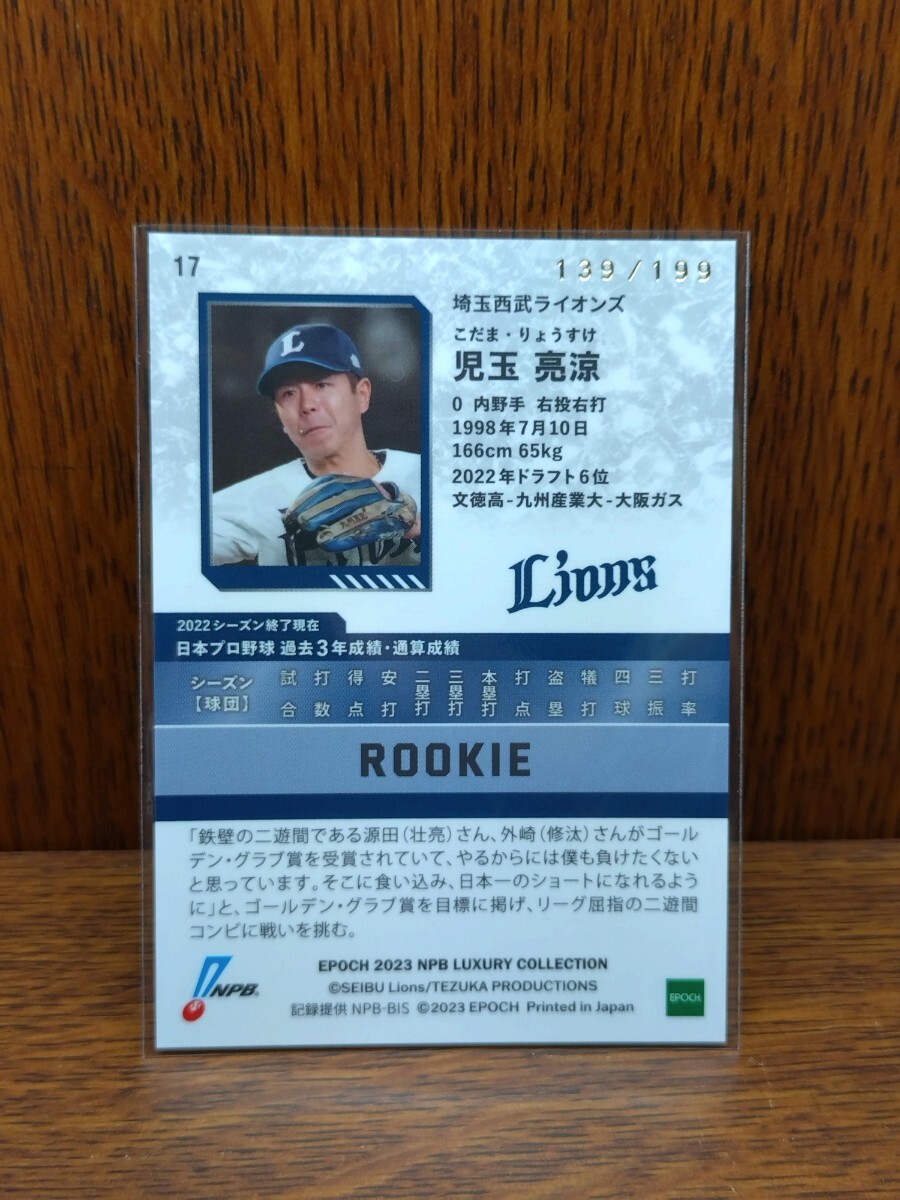 17
139/199
L
埼玉西武ライオンズ
こだま・りょうすけ
児玉 亮涼
0 内野手 右投右打
1998年7月10日
166cm 65kg
2022年ドラフト6位
文徳高-九州産業大-大阪ガス
Lions
2022シーズン終了現在
日本プロ野球 過去3年成績・通算成績
シーズン【球団】 試合 打数 得点 安打 二塁打 三塁打 本塁打 打点 盗塁 犠打 四球 三振 打率
ROOKIE
「鉄壁の二遊間である源田(壮亮)さん、外崎(修汰)さんがゴール
デン・グラブ賞を受賞されていて、やるからには僕も負けたくない
と思っています。そこに食い込み、日本一のショートになれるよう
に」と、ゴールデン・グラブ賞を目標に掲げ、リーグ屈指の二遊間
コンビに戦いを挑む。
NPB
EPOCH 2023 NPB LUXURY COLLECTION
©SEIBU Lions/TEZUKA PRODUCTIONS
記録提供 NPB-BIS ©2023 EPOCH Printed in Japan
EPOCH